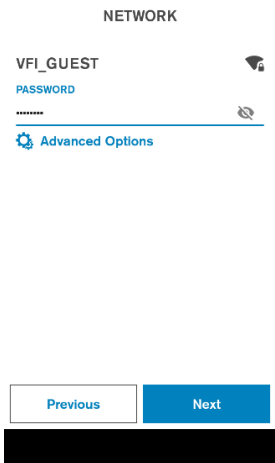 NETWORK
VFI_GUEST
PASSWORD
••••••••
Advanced Options
Previous
Next